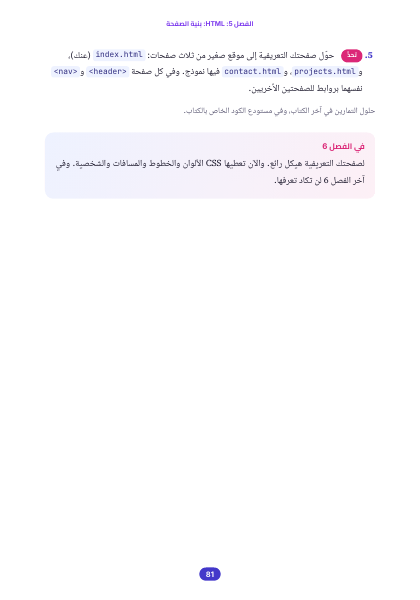 الفصل 5: HTML: بنية الصفحة
5. تحدٍّ حوّل صفحتك التعريفية إلى موقع صغير من ثلاث صفحات: index.html (عنك)،
و projects.html، و contact.html فيها نموذج. وفي كل صفحة <header> و <nav>
نفسهما بروابط للصفحتين الأخريين.
حلول التمارين في آخر الكتاب، وفي مستودع الكود الخاص بالكتاب.
في الفصل 6
لصفحتك التعريفية هيكل رائع. والآن تعطيها CSS الألوان والخطوط والمسافات والشخصية. وفي
آخر الفصل 6 لن تكاد تعرفها.
81